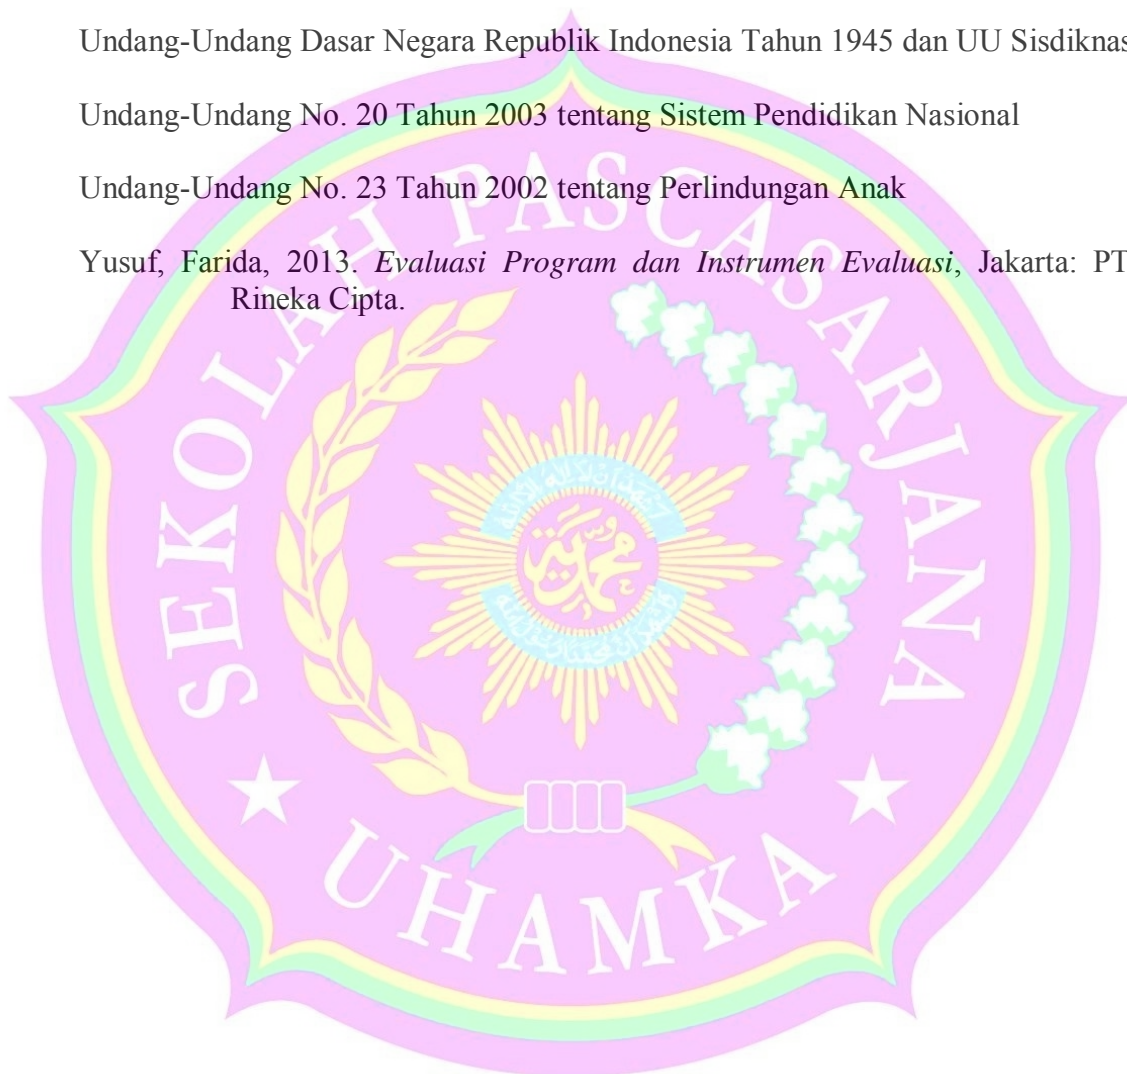 Undang-Undang Dasar Negara Republik Indonesia Tahun 1945 dan UU Sisdiknas
Undang-Undang No. 20 Tahun 2003 tentang Sistem Pendidikan Nasional
Undang-Undang No. 23 Tahun 2002 tentang Perlindungan Anak
Yusuf, Farida, 2013. Evaluasi Program dan Instrumen Evaluasi, Jakarta: PT
Rineka Cipta.
SEKOLAH PASCASARJANA
محمدية
UHAMKA